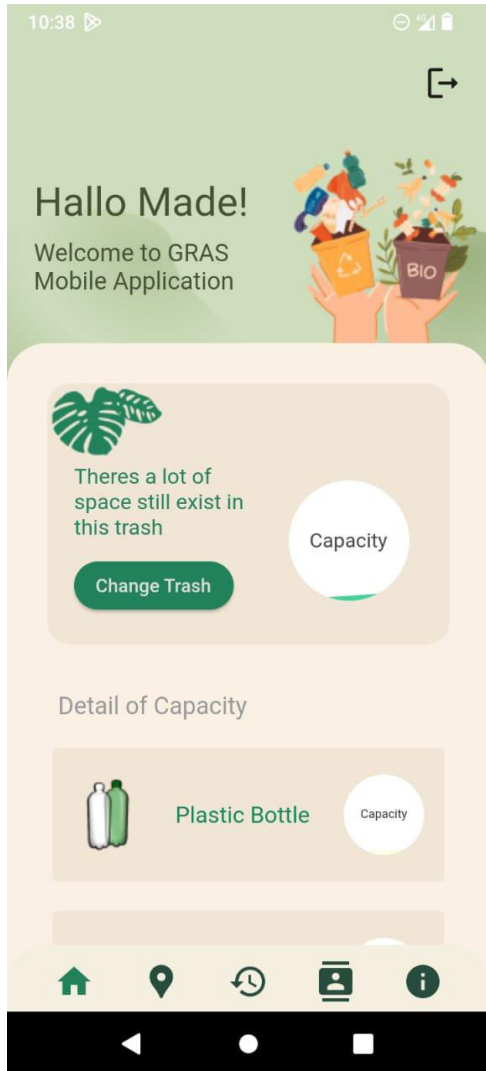 10:38
4G
Hallo Made!
Welcome to GRAS
Mobile Application
BIO
Theres a lot of
space still exist in
this trash
Change Trash
Capacity
Detail of Capacity
Plastic Bottle
Capacity